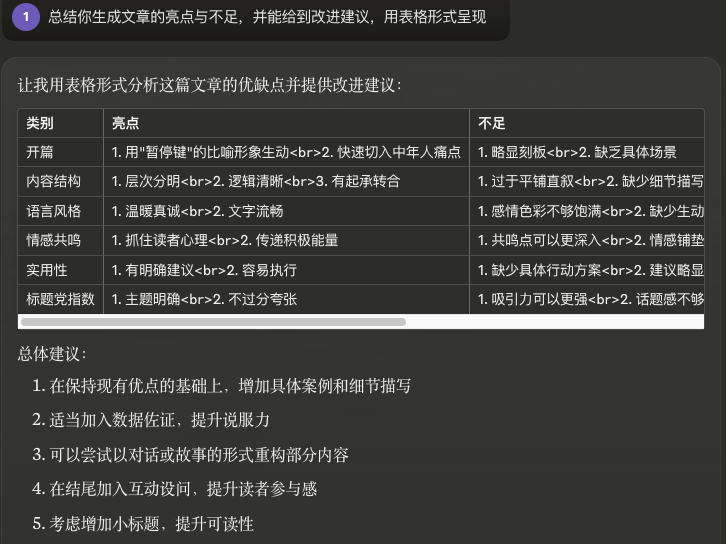 1 总结你生成文章的亮点与不足，并能给到改进建议，用表格形式呈现
让我用表格形式分析这篇文章的优缺点并提供改进建议：
类别 亮点 不足
开篇 1. 用"暂停键"的比喻形象生动<br>2. 快速切入中年人痛点 1. 略显刻板<br>2. 缺乏具体场景
内容结构 1. 层次分明<br>2. 逻辑清晰<br>3. 有起承转合 1. 过于平铺直叙<br>2. 缺少细节描写
语言风格 1. 温暖真诚<br>2. 文字流畅 1. 感情色彩不够饱满<br>2. 缺少生动
情感共鸣 1. 抓住读者心理<br>2. 传递积极能量 1. 共鸣点可以更深入<br>2. 情感铺垫
实用性 1. 有明确建议<br>2. 容易执行 1. 缺少具体行动方案<br>2. 建议略显
标题党指数 1. 主题明确<br>2. 不过分夸张 1. 吸引力可以更强<br>2. 话题感不够
总体建议：
1. 在保持现有优点的基础上，增加具体案例和细节描写
2. 适当加入数据佐证，提升说服力
3. 可以尝试以对话或故事的形式重构部分内容
4. 在结尾加入互动设问，提升读者参与感
5. 考虑增加小标题，提升可读性